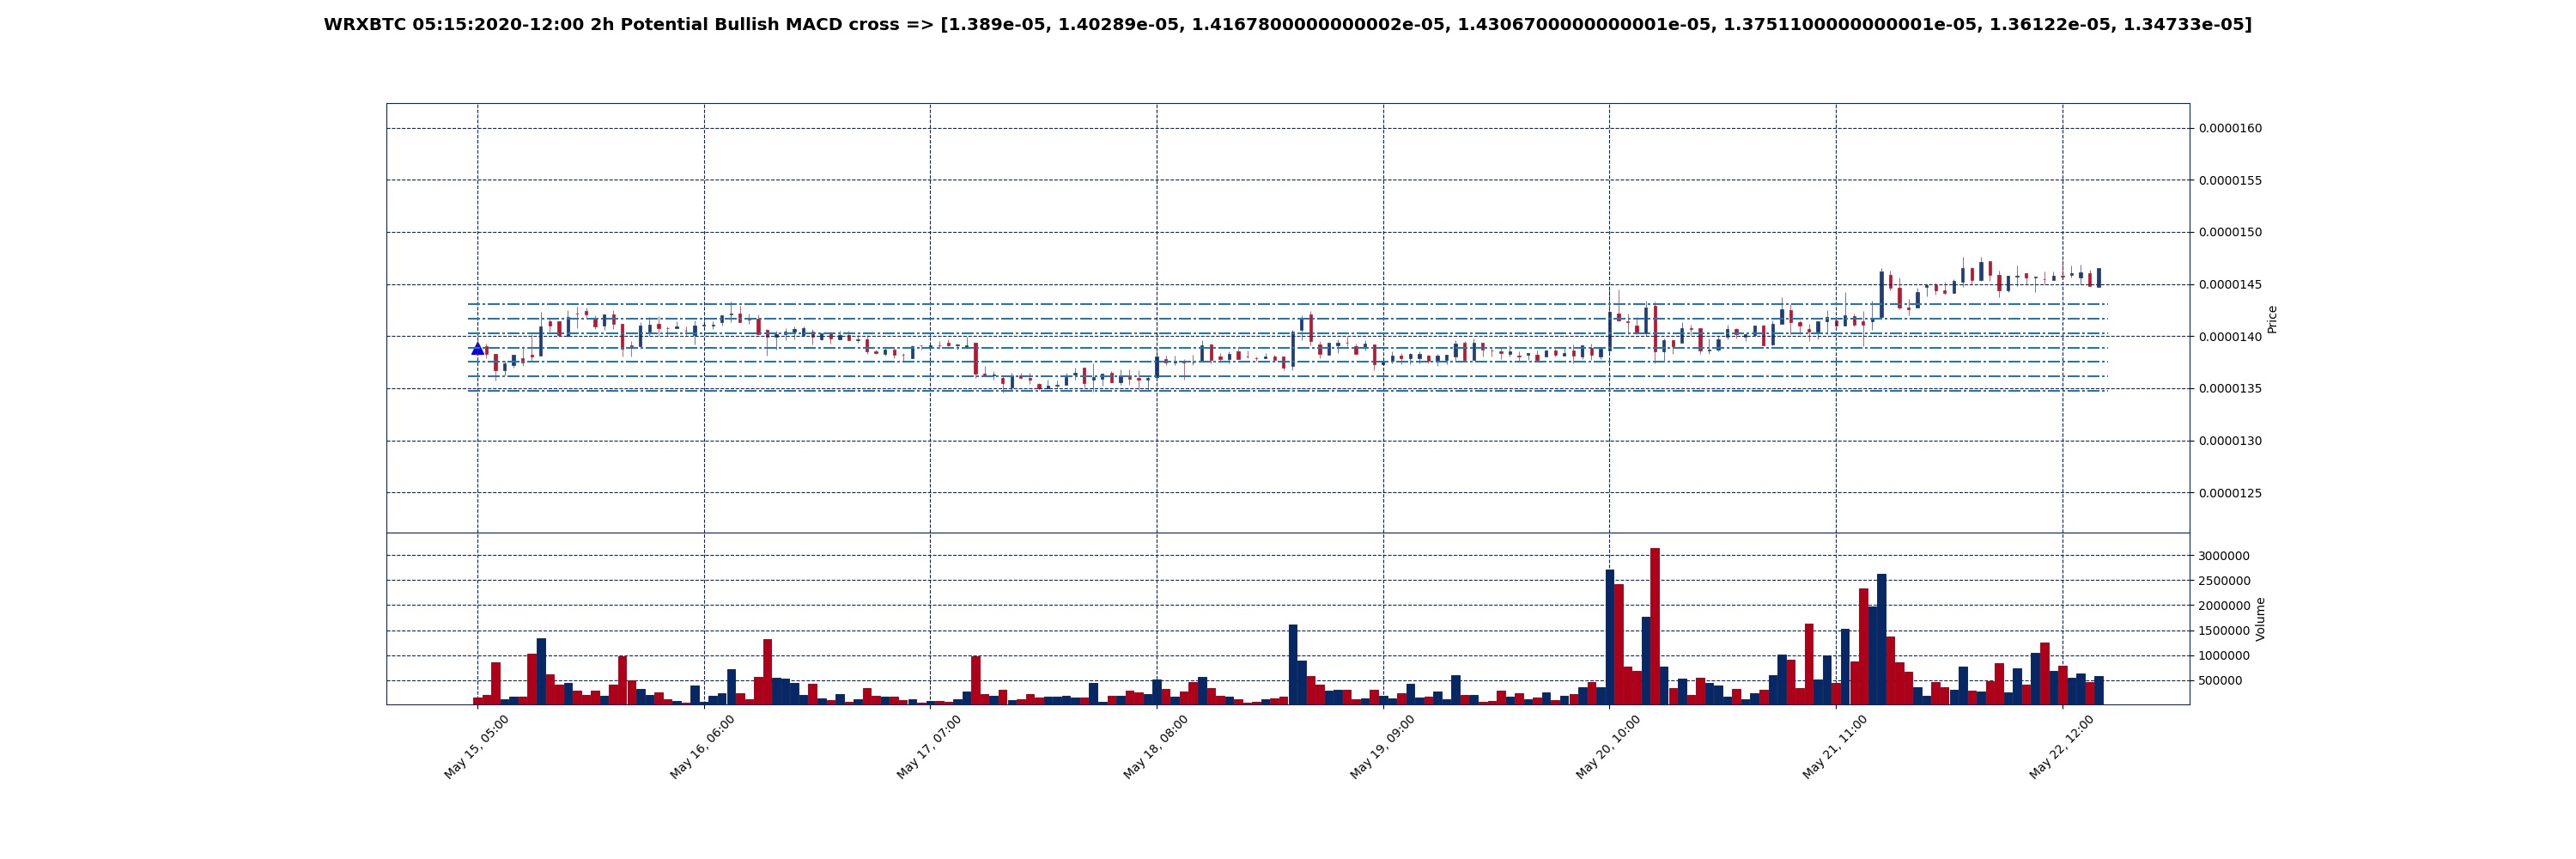 WRXBTC 05:15:2020-12:00 2h Potential Bullish MACD cross => [1.389e-05, 1.40289e-05, 1.4167800000000002e-05, 1.4306700000000001e-05, 1.3751100000000001e-05, 1.36122e-05, 1.34733e-05]
0.0000160
0.0000155
0.0000150
0.0000145
0.0000140
0.0000135
0.0000130
0.0000125
Price
3000000
2500000
2000000
1500000
1000000
500000
Volume
May 15, 05:00
May 16, 06:00
May 17, 07:00
May 18, 08:00
May 19, 09:00
May 20, 10:00
May 21, 11:00
May 22, 12:00